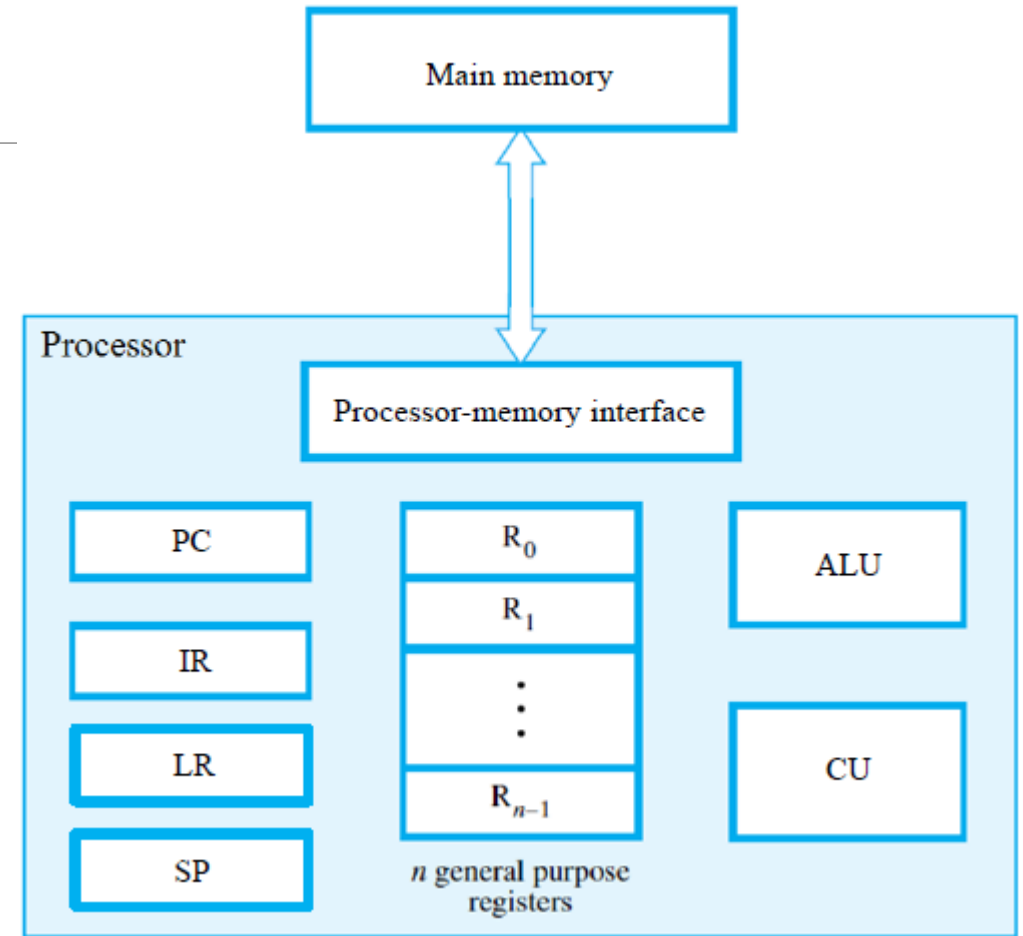 Main memory
Processor
Processor-memory interface
PC
IR
LR
SP
R0
R1
⋮
Rn–1
n general purpose
registers
ALU
CU